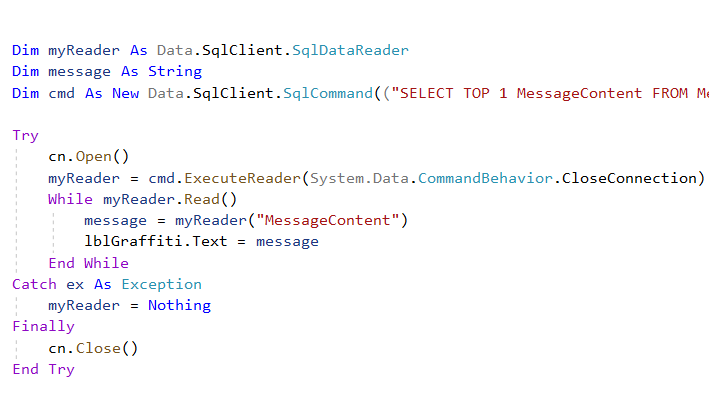 Dim myReader As Data.SqlClient.SqlDataReader
Dim message As String
Dim cmd As New Data.SqlClient.SqlCommand(("SELECT TOP 1 MessageContent FROM
Try
cn.Open()
myReader = cmd.ExecuteReader(System.Data.CommandBehavior.CloseConnection)
While myReader.Read()
message = myReader("MessageContent")
lblGraffiti.Text = message
End While
Catch ex As Exception
myReader = Nothing
Finally
cn.Close()
End Try